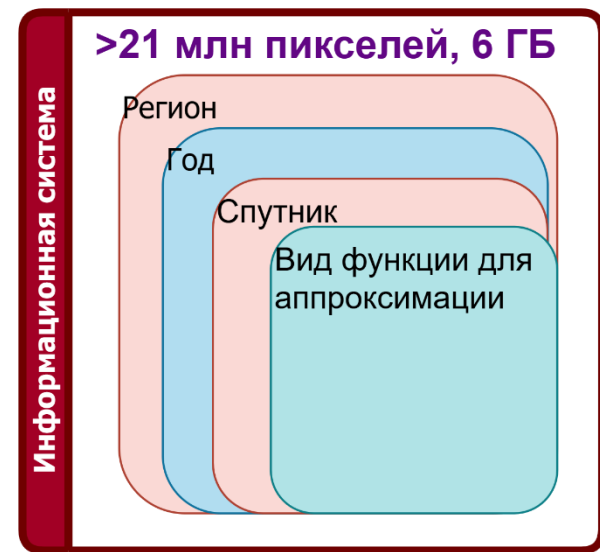 >21 млн пикселей, 6 ГБ
Информационная система
Регион
Год
Спутник
Вид функции для
аппроксимации